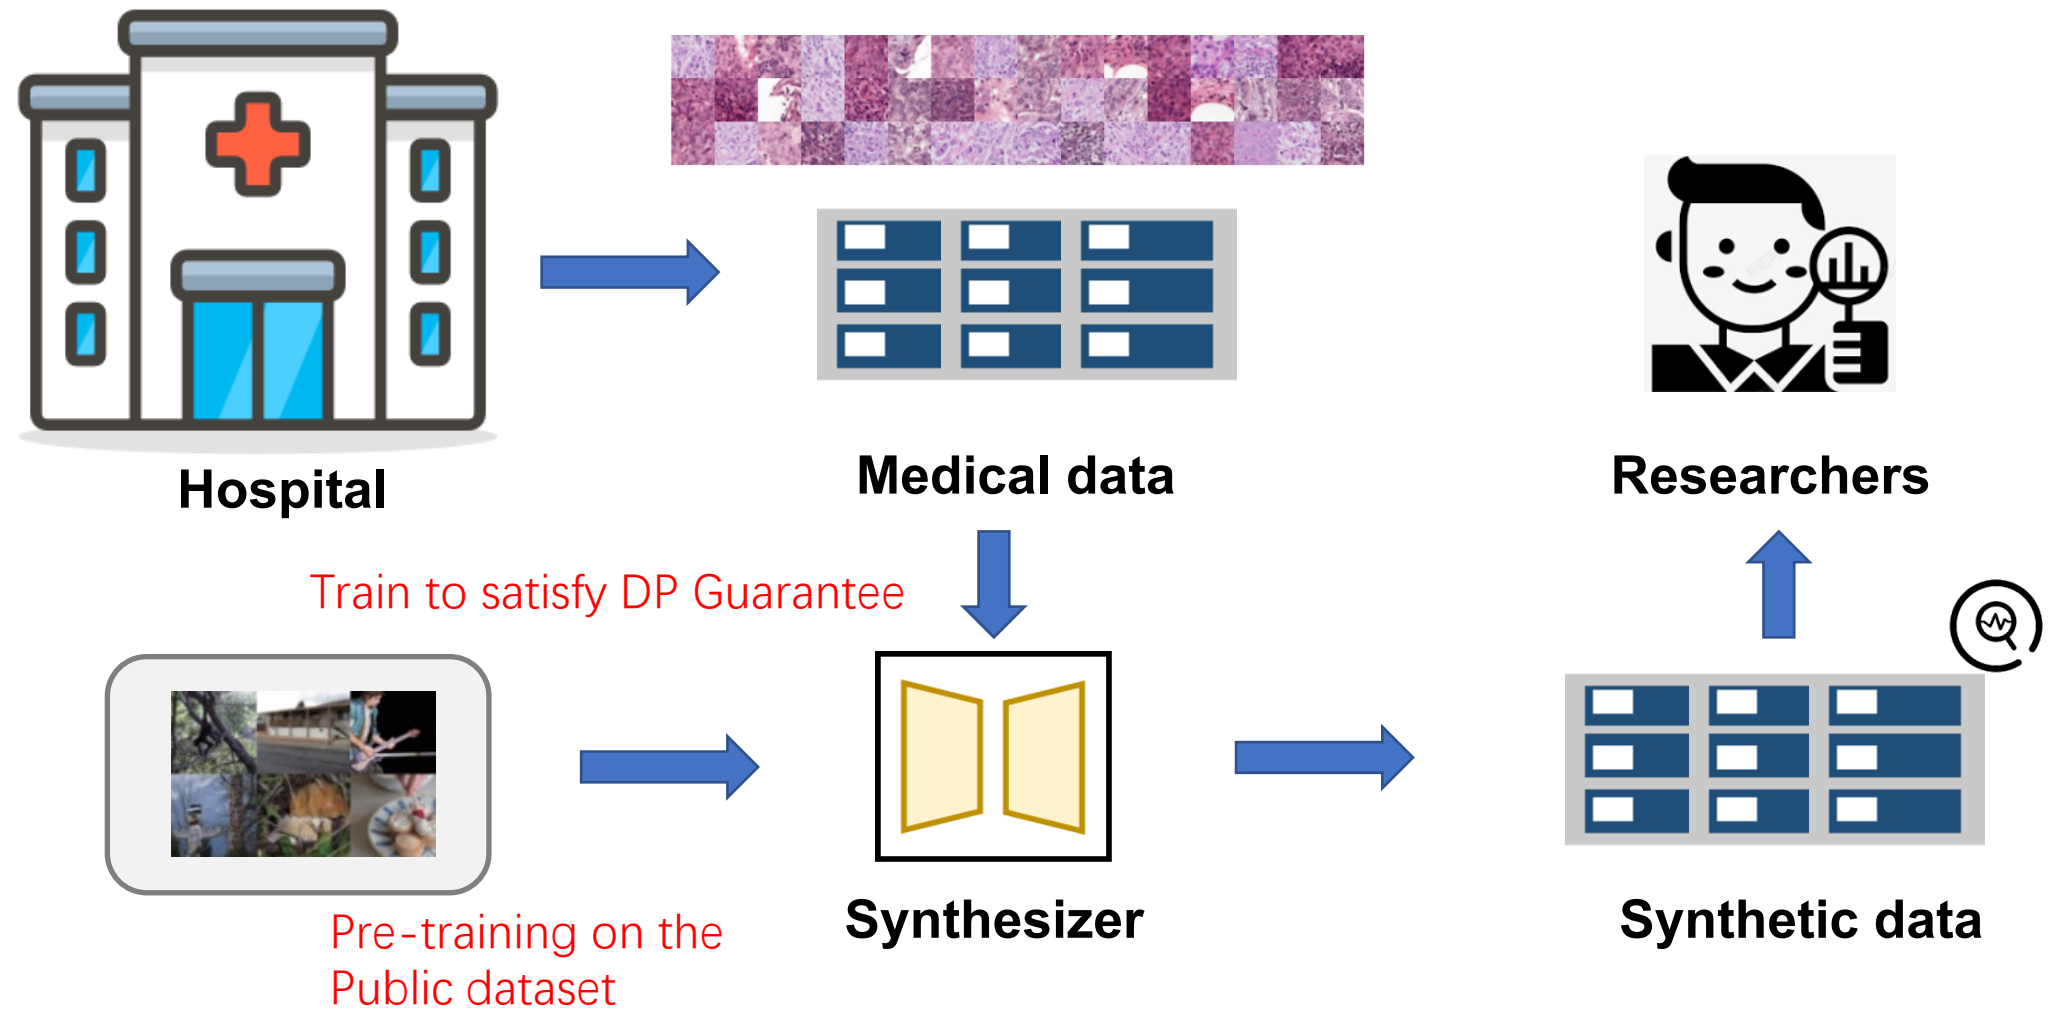 Hospital
Medical data
Researchers
Train to satisfy DP Guarantee
Pre-training on the
Public dataset
Synthesizer
Synthetic data